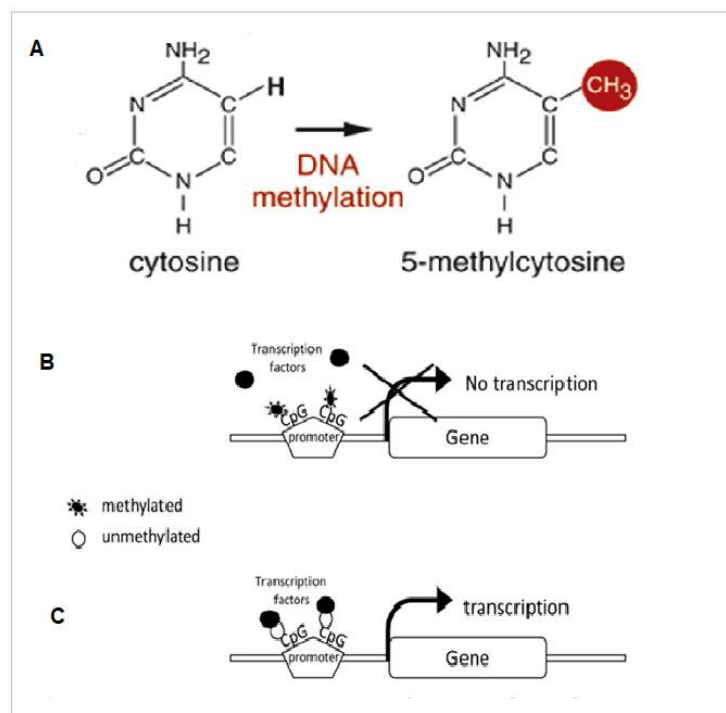 A
NH2
H
N
C
C
C
C
O
N
H
DNA
methylation
cytosine
NH2
CH3
N
C
C
C
C
O
N
H
5-methylcytosine
B
Transcription
factors
CpG
CpG
promoter
No transcription
Gene
methylated
unmethylated
C
Transcription
factors
CpG
CpG
promoter
transcription
Gene